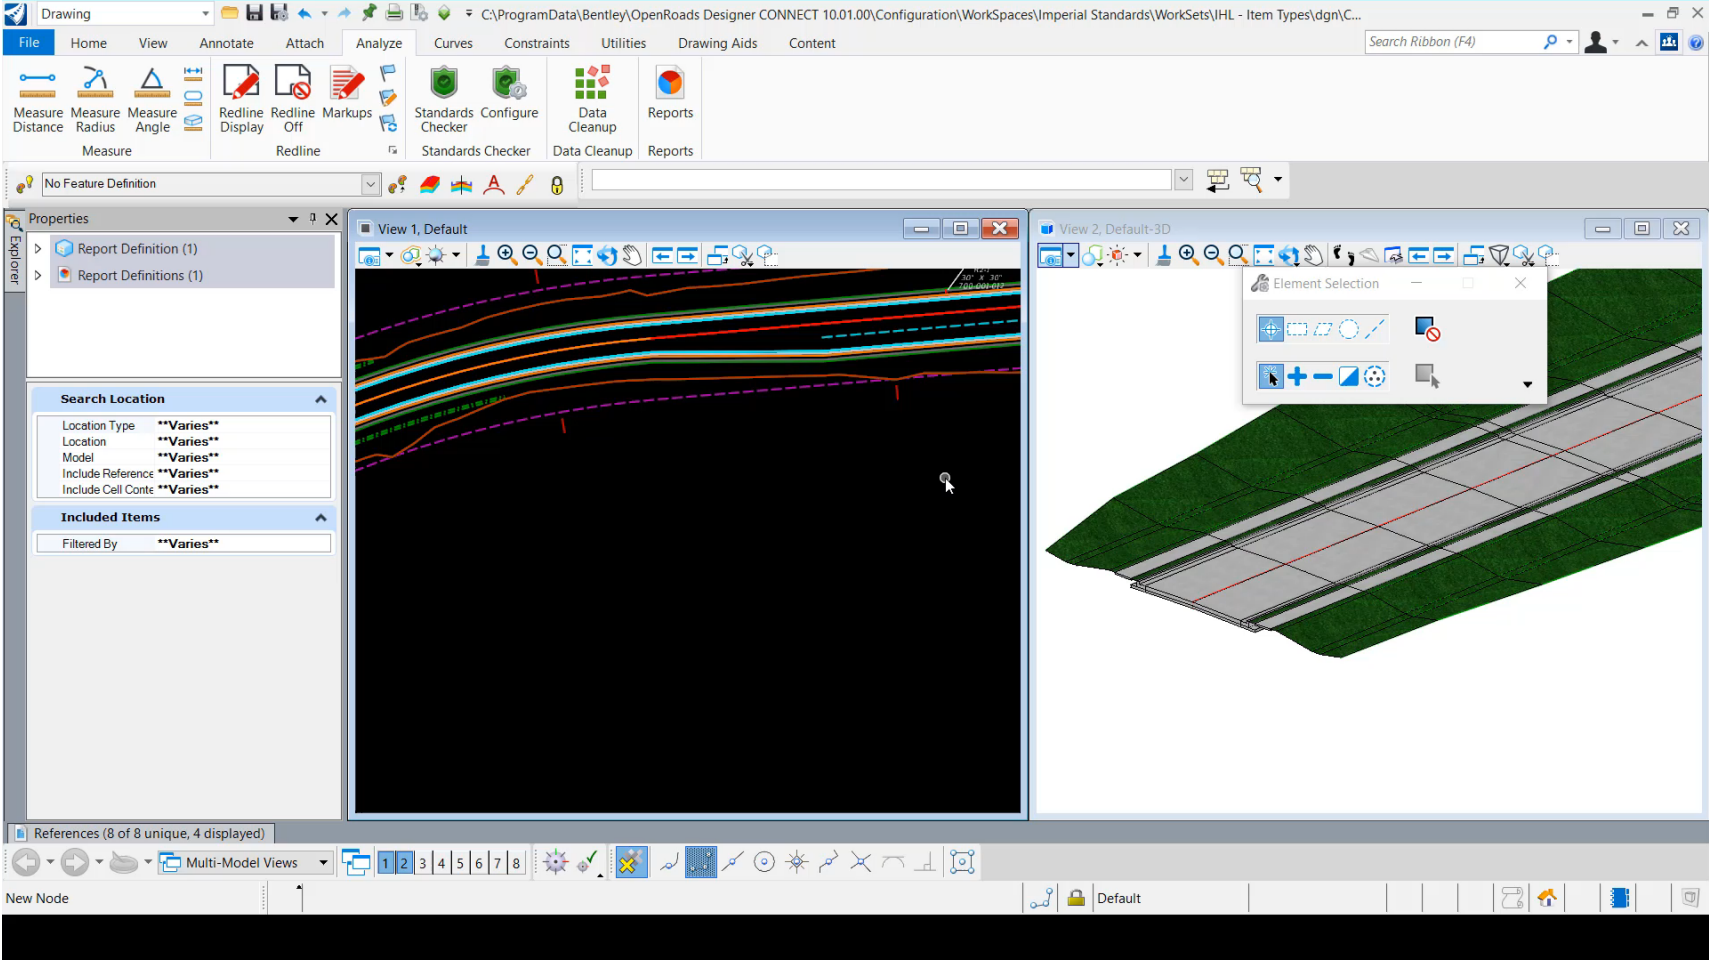 Drawing
C:\ProgramData\Bentley\OpenRoads Designer CONNECT 10.01.00\Configuration\WorkSpaces\Imperial Standards\WorkSets\IHL - Item Types\dgn\C...
File Home View Annotate Attach Analyze Curves Constraints Utilities Drawing Aids Content
Search Ribbon (F4)
Measure Distance
Measure Radius
Measure Angle
Redline Display
Redline Off
Markups
Standards Checker
Configure
Data Cleanup
Reports
Measure Redline Standards Checker Data Cleanup Reports
No Feature Definition
Explorer
Properties
Report Definition (1)
Report Definitions (1)
Search Location
Location Type **Varies**
Location **Varies**
Model **Varies**
Include Reference **Varies**
Include Cell Conte **Varies**
Included Items
Filtered By **Varies**
View 1, Default
30" X 30"
700-001-012
View 2, Default-3D
Element Selection
References (8 of 8 unique, 4 displayed)
Multi-Model Views
1 2 3 4 5 6 7 8
New Node
Default